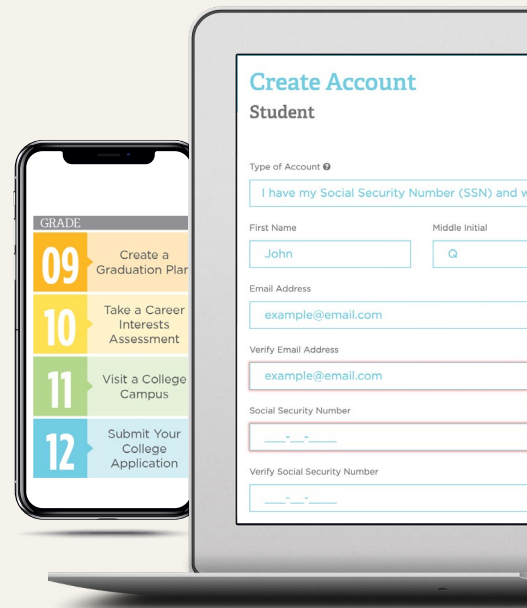 GRADE
09
Create a
Graduation Plan
10
Take a Career
Interests
Assessment
11
Visit a College
Campus
12
Submit Your
College
Application
Create Account
Student
Type of Account
I have my Social Security Number (SSN) and w
First Name
Middle Initial
John
Q
Email Address
example@email.com
Verify Email Address
example@email.com
Social Security Number
___-__-____
Verify Social Security Number
___-__-____